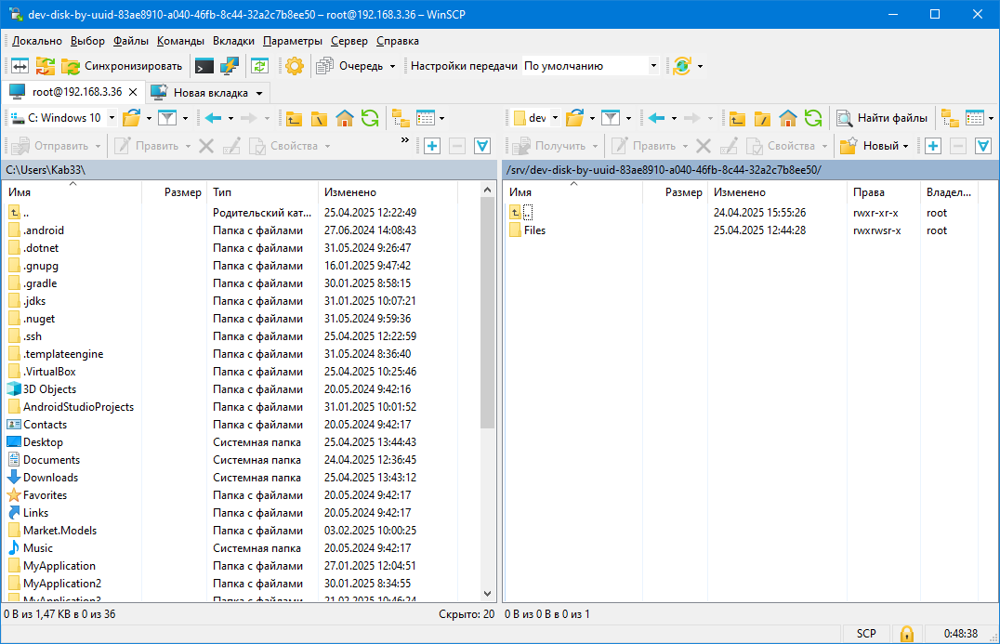 dev-disk-by-uuid-83ae8910-a040-46fb-8c44-32a2c7b8ee50 – root@192.168.3.36 – WinSCP
Локально Выбор Файлы Команды Вкладки Параметры Сервер Справка
Синхронизировать Очередь Настройки передачи По умолчанию
root@192.168.3.36 Новая вкладка
C: Windows 10 dev Найти файлы
Отправить Править Свойства » Получить Править Свойства Новый
C:\Users\Kab33\ /srv/dev-disk-by-uuid-83ae8910-a040-46fb-8c44-32a2c7b8ee50/
Имя Размер Тип Изменено Имя Размер Изменено Права Владел...
.. Родительский кат... 25.04.2025 12:22:49 .. 24.04.2025 15:55:26 rwxr-xr-x root
.android Папка с файлами 27.06.2024 14:08:43 Files 25.04.2025 12:44:28 rwxrwsr-x root
.dotnet Папка с файлами 31.05.2024 9:26:47
.gnupg Папка с файлами 16.01.2025 9:47:42
.gradle Папка с файлами 30.01.2025 8:58:15
.jdks Папка с файлами 31.01.2025 10:07:21
.nuget Папка с файлами 31.05.2024 9:59:36
.ssh Папка с файлами 25.04.2025 12:22:59
.templateengine Папка с файлами 31.05.2024 8:36:40
.VirtualBox Папка с файлами 25.04.2025 10:25:46
3D Objects Папка с файлами 20.05.2024 9:42:16
AndroidStudioProjects Папка с файлами 31.01.2025 10:01:52
Contacts Папка с файлами 20.05.2024 9:42:17
Desktop Системная папка 25.04.2025 13:44:43
Documents Системная папка 24.04.2025 12:36:45
Downloads Системная папка 25.04.2025 13:43:12
Favorites Папка с файлами 20.05.2024 9:42:17
Links Папка с файлами 20.05.2024 9:42:17
Market.Models Папка с файлами 03.02.2025 10:00:25
Music Системная папка 20.05.2024 9:42:17
MyApplication Папка с файлами 27.01.2025 12:04:51
MyApplication2 Папка с файлами 30.01.2025 8:34:55
MyApplication3 Папка с файлами 21.02.2025 10:46:24
0 B из 1,47 KB в 0 из 36 Скрыто: 20 0 B из 0 B в 0 из 1
SCP 0:48:38